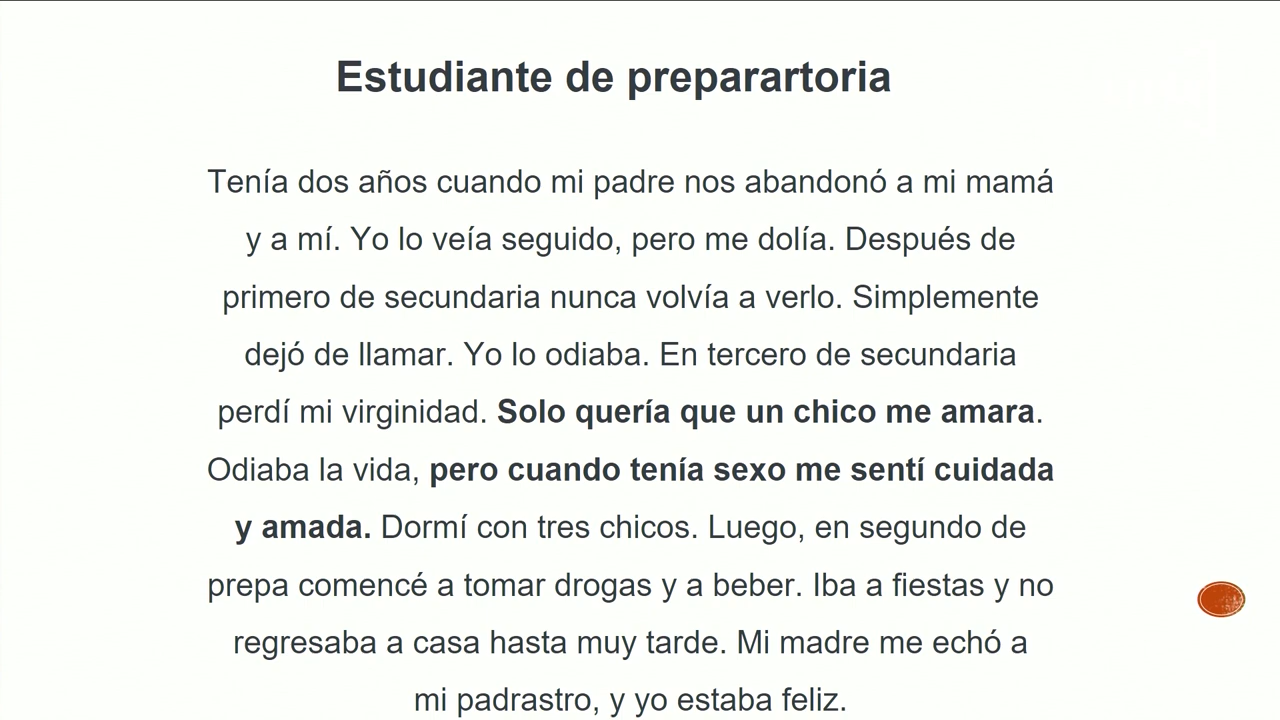 Estudiante de preparartoria
Tenía dos años cuando mi padre nos abandonó a mi mamá
y a mí. Yo lo veía seguido, pero me dolía. Después de
primero de secundaria nunca volvía a verlo. Simplemente
dejó de llamar. Yo lo odiaba. En tercero de secundaria
perdí mi virginidad. Solo quería que un chico me amara.
Odiaba la vida, pero cuando tenía sexo me sentí cuidada
y amada. Dormí con tres chicos. Luego, en segundo de
prepa comencé a tomar drogas y a beber. Iba a fiestas y no
regresaba a casa hasta muy tarde. Mi madre me echó a
mi padrastro, y yo estaba feliz.